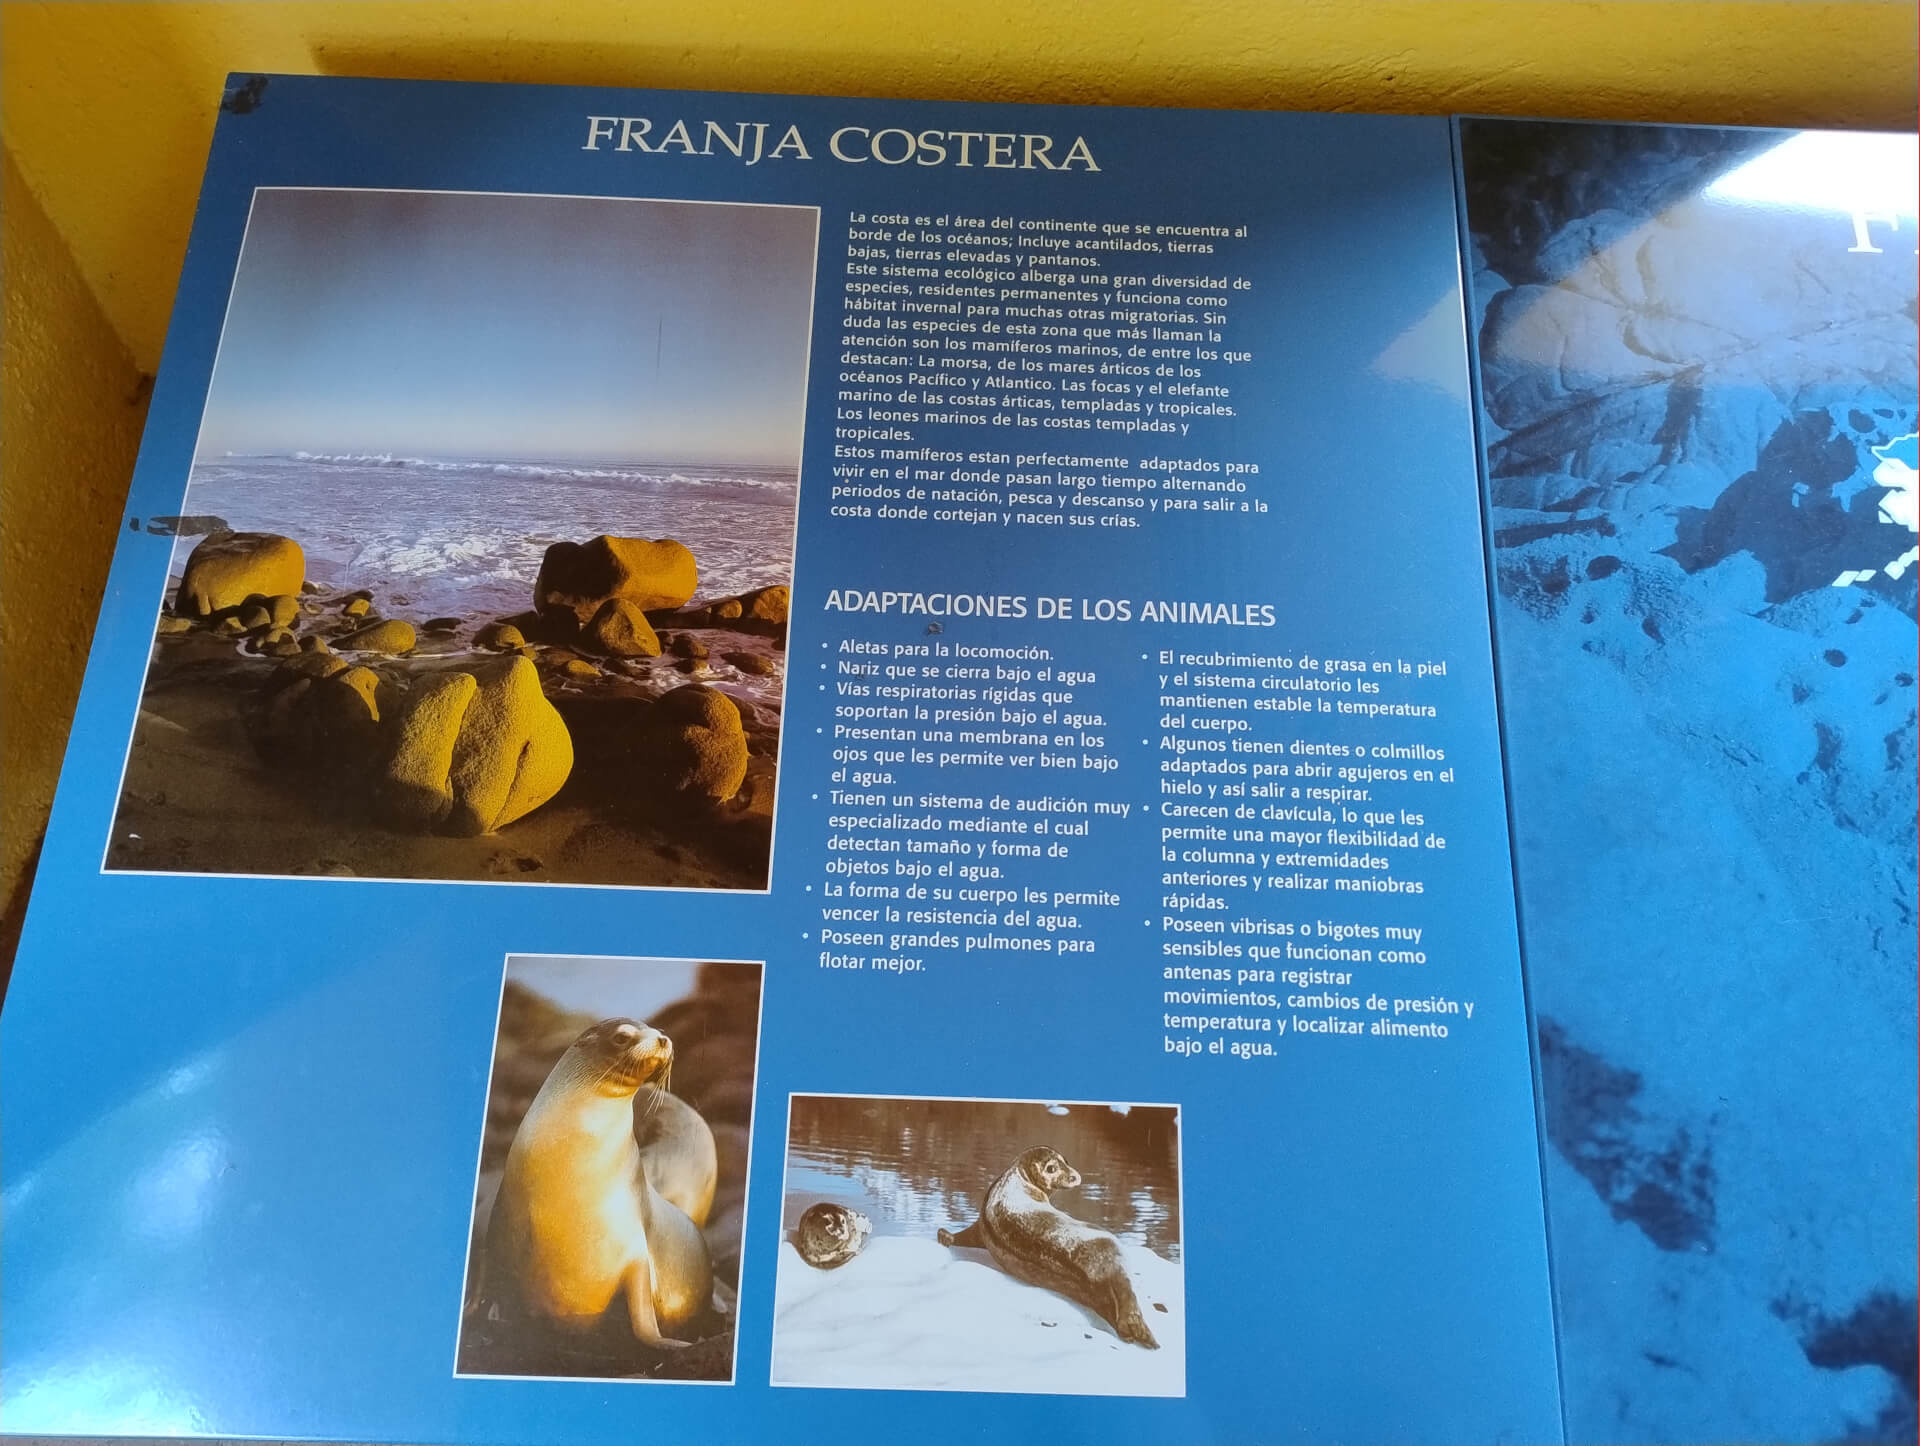 FRANJA COSTERA
La costa es el área del continente que se encuentra al
borde de los océanos; Incluye acantilados, tierras
bajas, tierras elevadas y pantanos.
Este sistema ecológico alberga una gran diversidad de
especies, residentes permanentes y funciona como
hábitat invernal para muchas otras migratorias. Sin
duda las especies de esta zona que más llaman la
atención son los mamíferos marinos, de entre los que
destacan: La morsa, de los mares árticos de los
océanos Pacífico y Atlantico. Las focas y el elefante
marino de las costas árticas, templadas y tropicales.
Los leones marinos de las costas templadas y
tropicales.
Estos mamíferos estan perfectamente adaptados para
vivir en el mar donde pasan largo tiempo alternando
periodos de natación, pesca y descanso y para salir a la
costa donde cortejan y nacen sus crías.
ADAPTACIONES DE LOS ANIMALES
• Aletas para la locomoción.
• Nariz que se cierra bajo el agua
• Vías respiratorias rígidas que
soportan la presión bajo el agua.
• Presentan una membrana en los
ojos que les permite ver bien bajo
el agua.
• Tienen un sistema de audición muy
especializado mediante el cual
detectan tamaño y forma de
objetos bajo el agua.
• La forma de su cuerpo les permite
vencer la resistencia del agua.
• Poseen grandes pulmones para
flotar mejor.
• El recubrimiento de grasa en la piel
y el sistema circulatorio les
mantienen estable la temperatura
del cuerpo.
• Algunos tienen dientes o colmillos
adaptados para abrir agujeros en el
hielo y así salir a respirar.
• Carecen de clavícula, lo que les
permite una mayor flexibilidad de
la columna y extremidades
anteriores y realizar maniobras
rápidas.
• Poseen vibrisas o bigotes muy
sensibles que funcionan como
antenas para registrar
movimientos, cambios de presión y
temperatura y localizar alimento
bajo el agua.